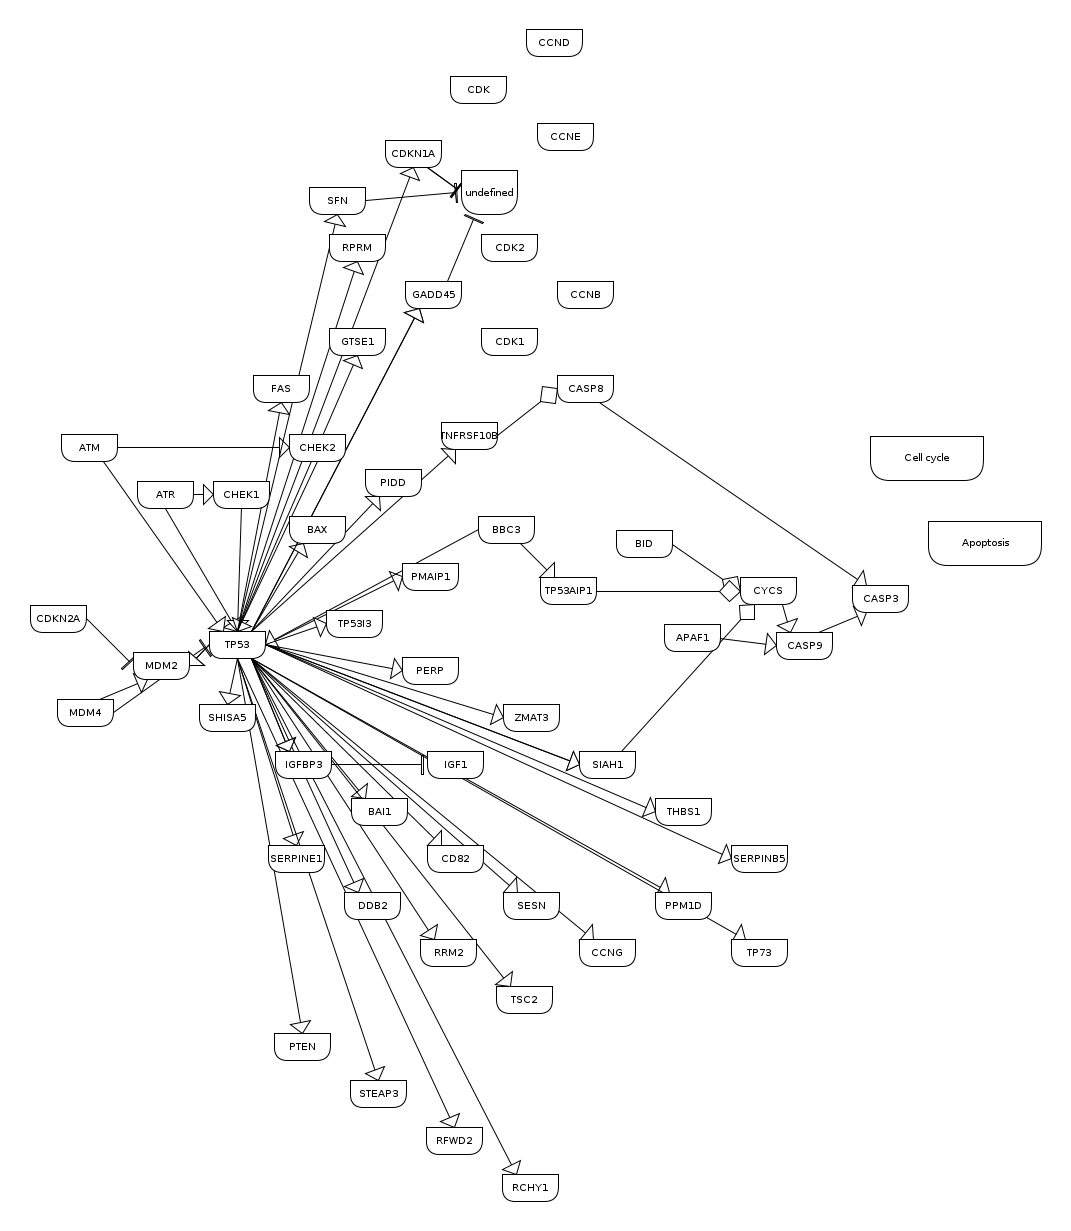 CCND
CDK
CCNE
CDKN1A
undefined
SFN
RPRM
CDK2
GADD45
CCNB
GTSE1
CDK1
FAS
CASP8
TNFRSF10B
ATM
CHEK2
Cell cycle
PIDD
ATR
CHEK1
BAX
BBC3
BID
Apoptosis
PMAIP1
TP53AIP1
CYCS
CASP3
CDKN2A
TP53I3
TP53
APAF1
CASP9
MDM2
PERP
MDM4
SHISA5
ZMAT3
IGFBP3
IGF1
SIAH1
BAI1
THBS1
SERPINE1
CD82
SERPINB5
DDB2
SESN
PPM1D
RRM2
CCNG
TP73
TSC2
PTEN
STEAP3
RFWD2
RCHY1